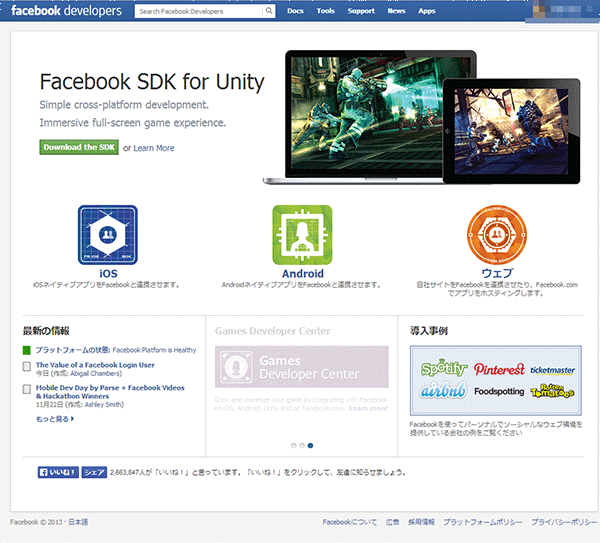 facebook developers
Search Facebook Developers
Docs Tools Support News Apps
Facebook SDK for Unity
Simple cross-platform development.
Immersive full-screen game experience.
Download the SDK or Learn More
iOS
iOSネイティブアプリをFacebookと連携させます。
Android
AndroidネイティブアプリをFacebookと連携させます。
ウェブ
自社サイトをFacebookを連携させたり、Facebook.com
でアプリをホスティングします。
最新の情報
プラットフォームの状態: Facebook Platform is Healthy
The Value of a Facebook Login User
今日 (作成: Abigail Chambers)
Mobile Dev Day by Parse + Facebook Videos
& Hackathon Winners
11月22日 (作成: Ashley Smith)
もっと見る
Games Developer Center
Games
Developer Center
Grow and monetize your game by integrating with Facebook
on iOS, Android, Unity and on Facebook.com. Learn more
導入事例
Spotify Pinterest ticketmaster
airbnb Foodspotting Rotten Tomatoes
Facebookを使ってパーソナルでソーシャルなウェブ環境を
提供している会社の例をご覧ください
いいね！ シェア 2,663,847人が「いいね！」と言っています。「いいね！」をクリックして、友達に知らせましょう。
Facebook © 2013 · 日本語
Facebookについて 広告 採用情報 プラットフォームポリシー プライバシーポリシー